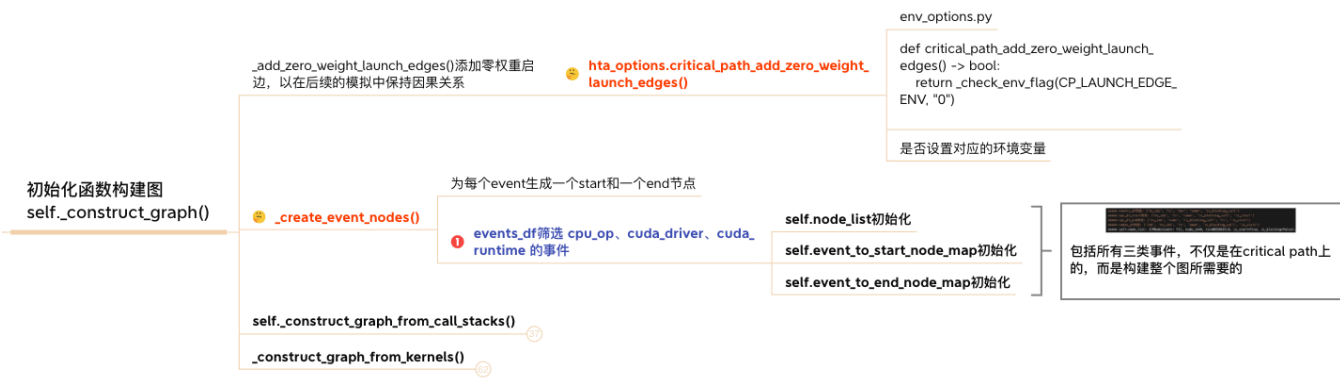 初始化函数构建图
self._construct_graph()
_add_zero_weight_launch_edges()添加零权重启
边，以在后续的模拟中保持因果关系
hta_options.critical_path_add_zero_weight_
launch_edges()
env_options.py
def critical_path_add_zero_weight_launch_
edges() -> bool:
return _check_env_flag(CP_LAUNCH_EDGE_
ENV, "0")
是否设置对应的环境变量
_create_event_nodes()
为每个event生成一个start和一个end节点
1
events_df筛选 cpu_op、cuda_driver、cuda_
runtime 的事件
self.node_list初始化
self.event_to_start_node_map初始化
self.event_to_end_node_map初始化
包括所有三类事件，不仅是在critical path上
的，而是构建整个图所需要的
self._construct_graph_from_call_stacks()
37
_construct_graph_from_kernels()
62